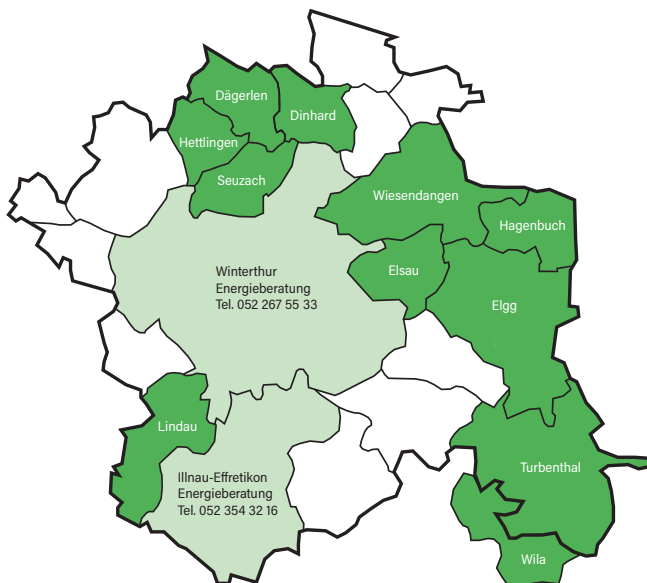 Dägerlen
Dinhard
Hettlingen
Seuzach
Wiesendangen
Hagenbuch
Elsau
Winterthur
Energieberatung
Tel. 052 267 55 33
Elgg
Lindau
Illnau-Effretikon
Energieberatung
Tel. 052 354 32 16
Turbenthal
Wila